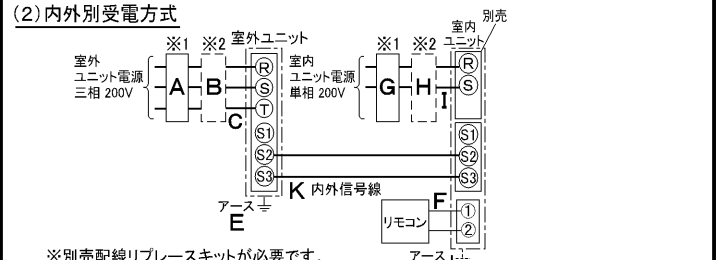 (2)内外別受電方式
※1 ※2 室外ユニット
室外
ユニット電源
三相 200V
A B
R
S
T
S1
S2
S3
C
アース
E
※1 ※2
室内
ユニット電源
単相 200V
G H I
室内
ユニット
別売
R
S
S1
S2
S3
K 内外信号線
リモコン
F
①
②
アース
※別売配線リプレースキットが必要です。